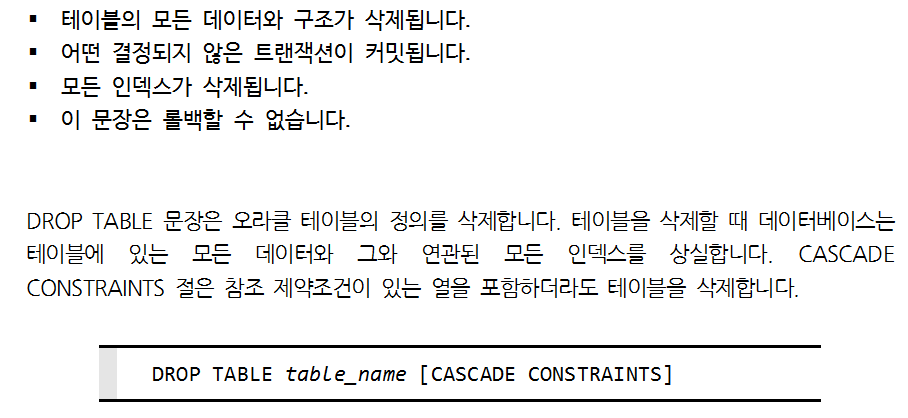 ▪ 테이블의 모든 데이터와 구조가 삭제됩니다.
▪ 어떤 결정되지 않은 트랜잭션이 커밋됩니다.
▪ 모든 인덱스가 삭제됩니다.
▪ 이 문장은 롤백할 수 없습니다.
DROP TABLE 문장은 오라클 테이블의 정의를 삭제합니다. 테이블을 삭제할 때 데이터베이스는
테이블에 있는 모든 데이터와 그와 연관된 모든 인덱스를 상실합니다. CASCADE
CONSTRAINTS 절은 참조 제약조건이 있는 열을 포함하더라도 테이블을 삭제합니다.
DROP TABLE table_name [CASCADE CONSTRAINTS]